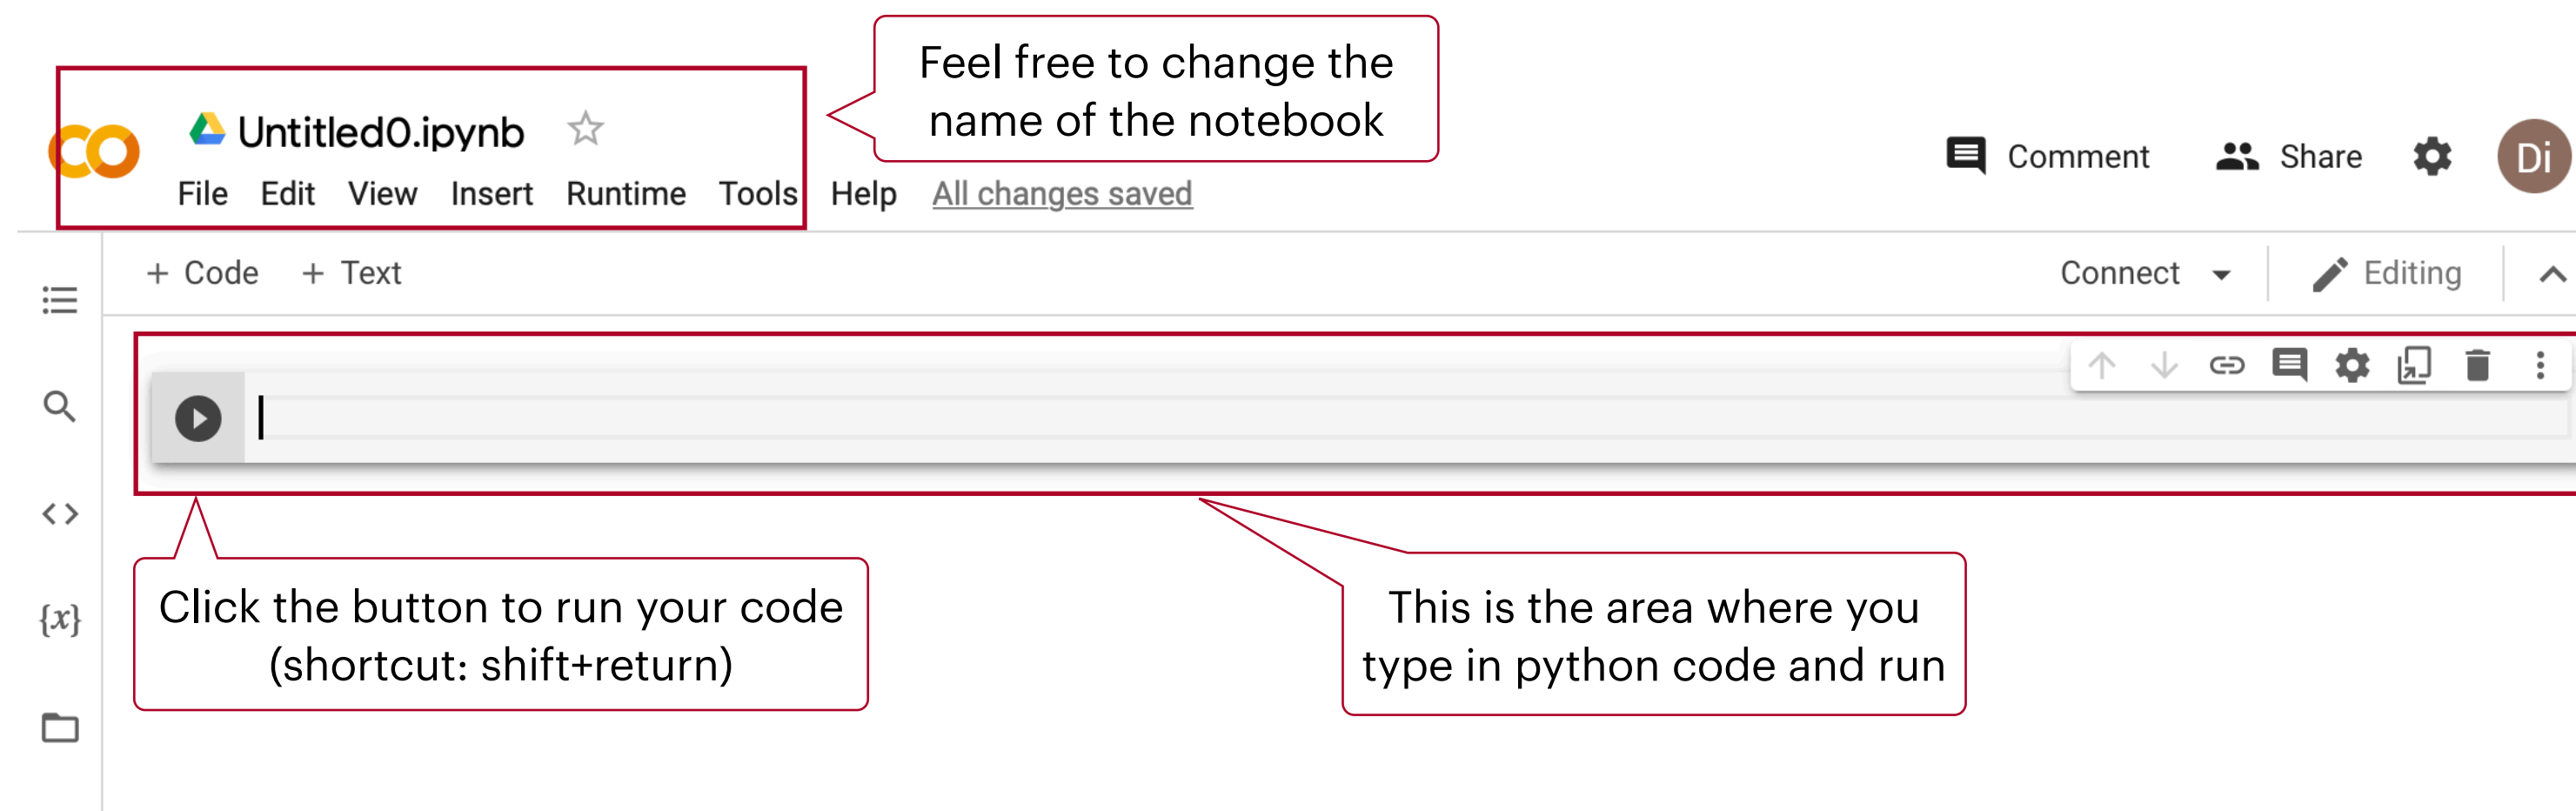 Feel free to change the
name of the notebook
Untitled0.ipynb
Comment Share Di
File Edit View Insert Runtime Tools Help All changes saved
+ Code + Text Connect Editing
{x}
Click the button to run your code
(shortcut: shift+return)
This is the area where you
type in python code and run